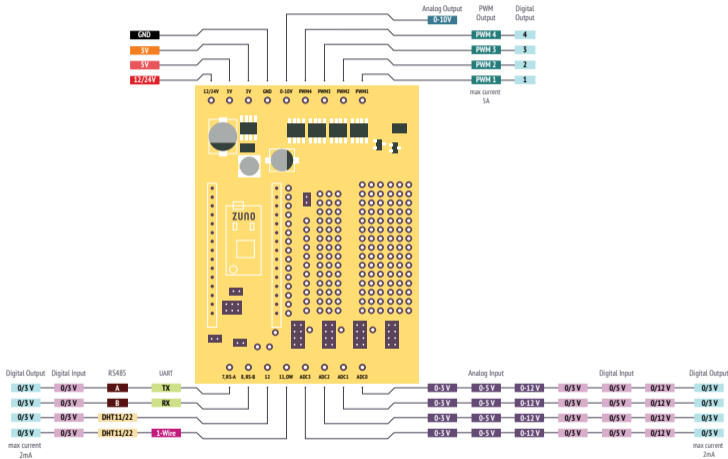 Analog Output PWM Output Digital Output
0-10V
GND PWM 4 4
3V PWM 3 3
5V PWM 2 2
12/24V PWM 1 1
max current 5A
12/24V 5V 3V GND 0-10V PWM4 PWM3 PWM2 PWM1
ZUNO
7,RS-A 8,RS-B 12 11,OW ADC3 ADC2 ADC1 ADC0
Digital Output Digital Input RS485 UART Analog Input Digital Input Digital Output
0/3 V 0/3 V A TX 0-3 V 0-5 V 0-12 V 0/3 V 0/5 V 0/12 V 0/3 V
0/3 V 0/3 V B RX 0-3 V 0-5 V 0-12 V 0/3 V 0/5 V 0/12 V 0/3 V
0/3 V 0/3 V DHT11/22 0-3 V 0-5 V 0-12 V 0/3 V 0/5 V 0/12 V 0/3 V
0/3 V 0/3 V DHT11/22 1-Wire 0-3 V 0-5 V 0-12 V 0/3 V 0/5 V 0/12 V 0/3 V
max current 2mA max current 2mA